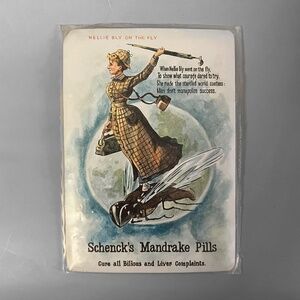 NELLIE BLY ON THE FLY
When Nellie Bly went on the fly,
To show what courage dared to try,
She made the startled world confess:
Men don't monopolize success.
Schenck's Mandrake Pills
Cure all Bilious and Liver Complaints.